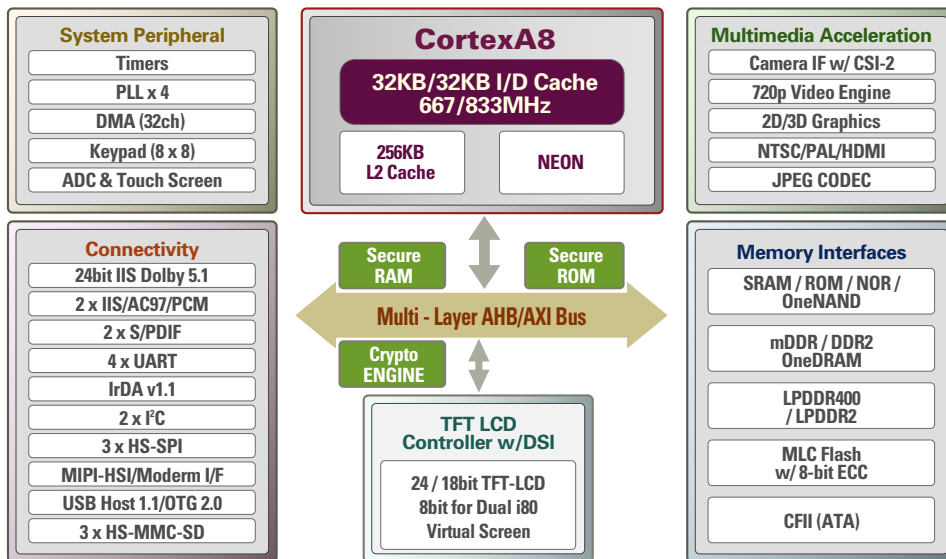 System Peripheral
Timers
PLL x 4
DMA (32ch)
Keypad (8 x 8)
ADC & Touch Screen
CortexA8
32KB/32KB I/D Cache
667/833MHz
256KB
L2 Cache
NEON
Multimedia Acceleration
Camera IF w/ CSI-2
720p Video Engine
2D/3D Graphics
NTSC/PAL/HDMI
JPEG CODEC
Connectivity
24bit IIS Dolby 5.1
2 x IIS/AC97/PCM
2 x S/PDIF
4 x UART
IrDA v1.1
2 x I²C
3 x HS-SPI
MIPI-HSI/Moderm I/F
USB Host 1.1/OTG 2.0
3 x HS-MMC-SD
Secure
RAM
Secure
ROM
Multi - Layer AHB/AXI Bus
Crypto
ENGINE
TFT LCD
Controller w/DSI
24 / 18bit TFT-LCD
8bit for Dual i80
Virtual Screen
Memory Interfaces
SRAM / ROM / NOR /
OneNAND
mDDR / DDR2
OneDRAM
LPDDR400
/ LPDDR2
MLC Flash
w/ 8-bit ECC
CFII (ATA)